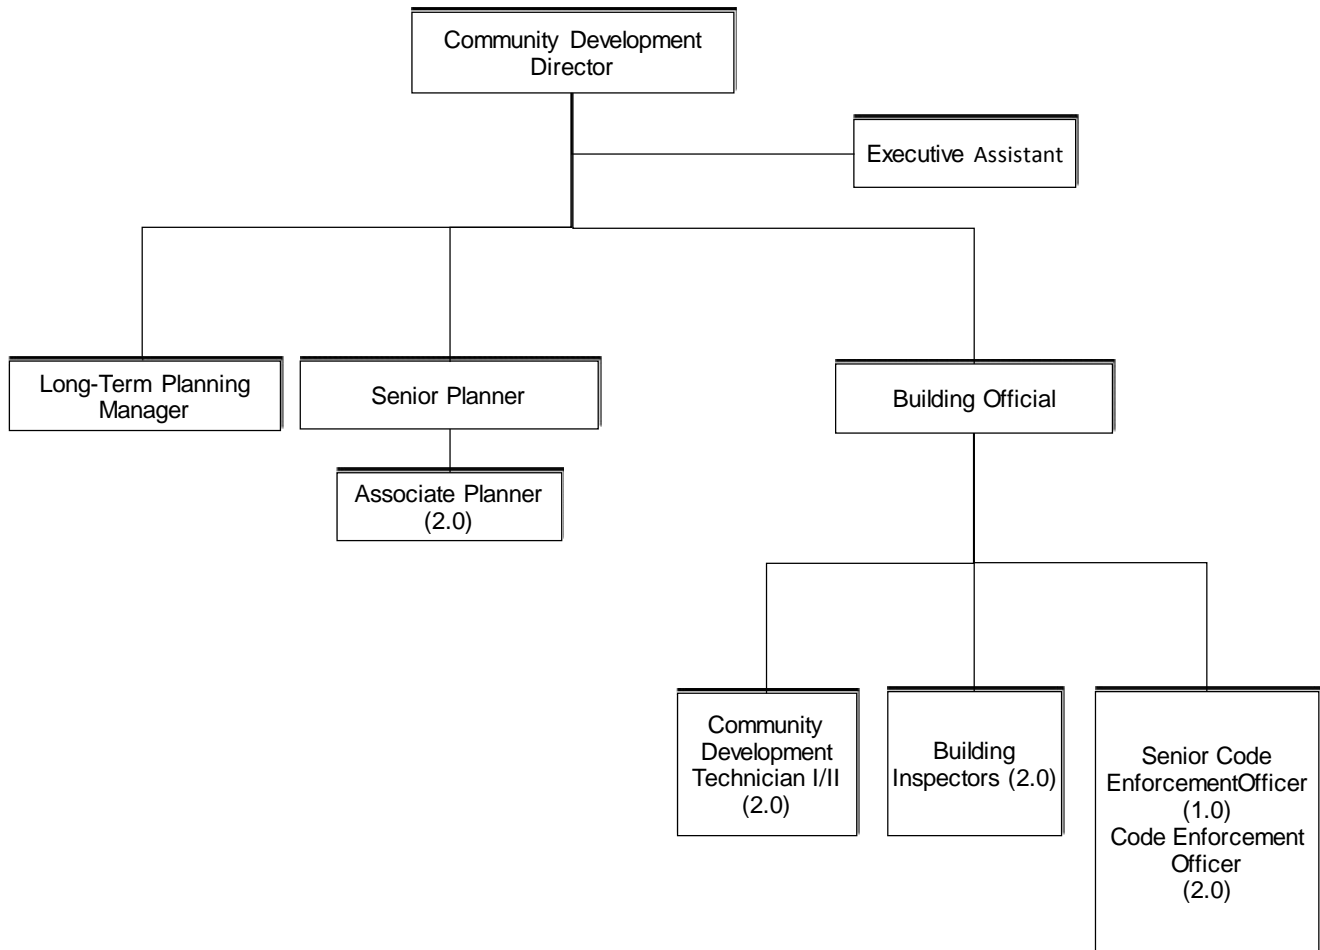 Community Development
Director
Executive Assistant
Long-Term Planning
Manager
Senior Planner
Building Official
Associate Planner
(2.0)
Community
Development
Technician I/II
(2.0)
Building
Inspectors (2.0)
Senior Code
EnforcementOfficer
(1.0)
Code Enforcement
Officer
(2.0)